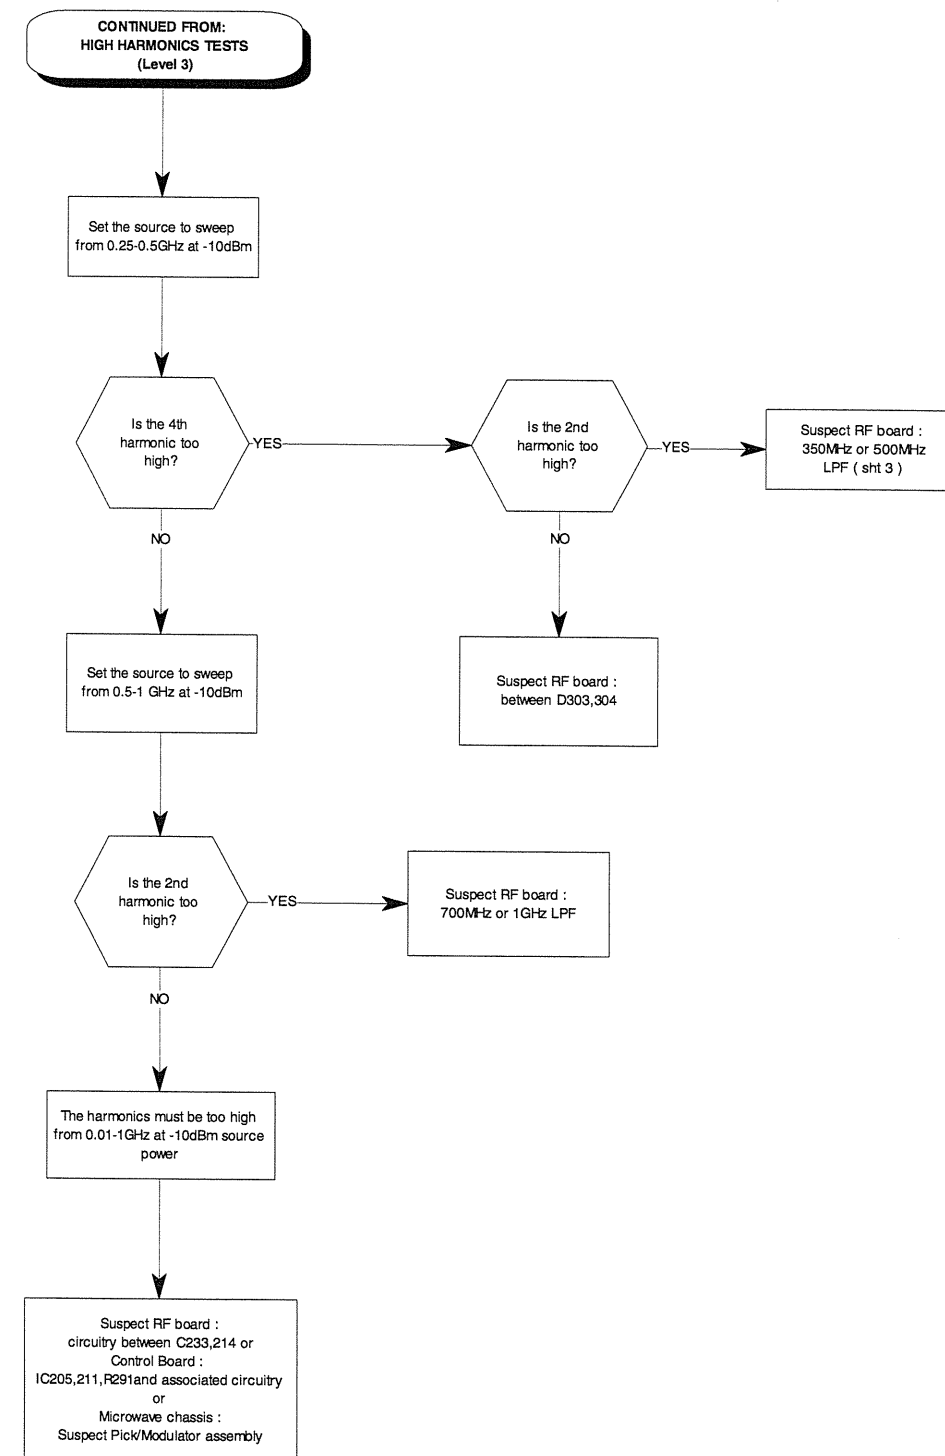 CONTINUED FROM:
HIGH HARMONICS TESTS
(Level 3)
Set the source to sweep
from 0.25-0.5GHz at -10dBm
Is the 4th
harmonic too
high?
YES
Is the 2nd
harmonic too
high?
YES
Suspect RF board :
350MHz or 500MHz
LPF ( sht 3 )
NO
NO
Set the source to sweep
from 0.5-1 GHz at -10dBm
Suspect RF board :
between D303,304
Is the 2nd
harmonic too
high?
YES
Suspect RF board :
700MHz or 1GHz LPF
NO
The harmonics must be too high
from 0.01-1GHz at -10dBm source
power
Suspect RF board :
circuitry between C233,214 or
Control Board :
IC205,211,R291and associated circuitry
or
Microwave chassis :
Suspect Pick/Modulator assembly